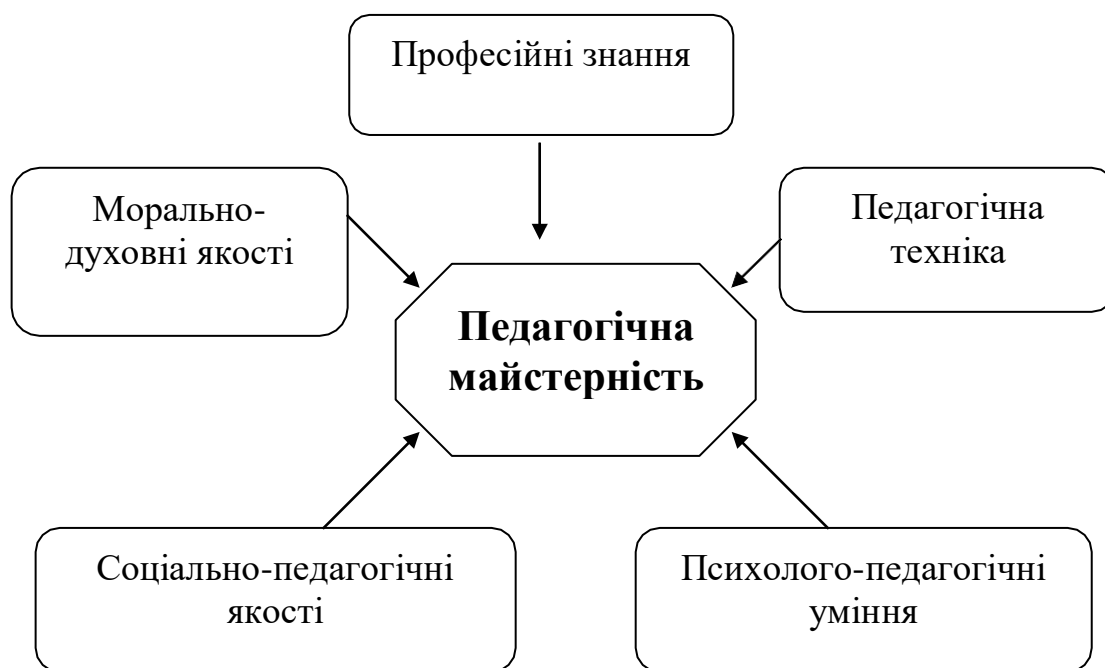 Професійні знання
Морально-
духовні якості
Педагогічна
техніка
Педагогічна
майстерність
Соціально-педагогічні
якості
Психолого-педагогічні
уміння